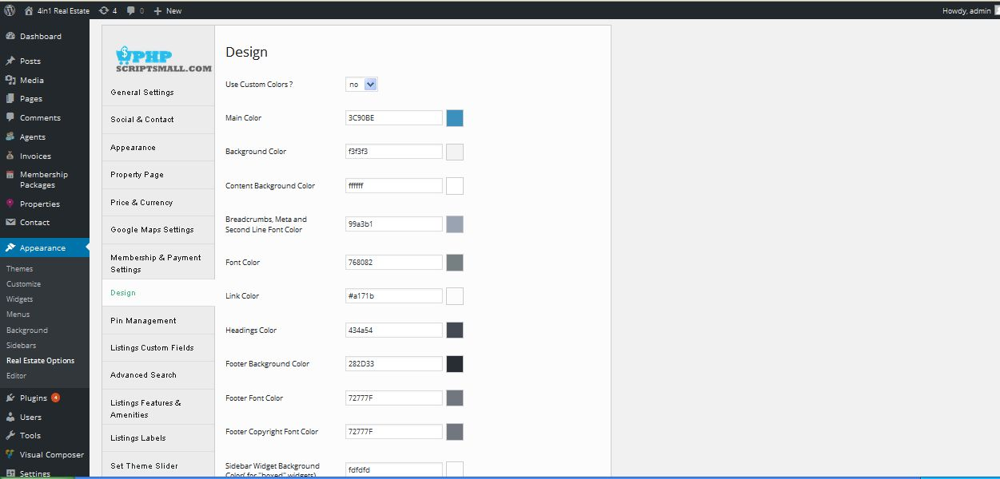 4in1 Real Estate 4 0 New Howdy, admin
Dashboard
Posts
Media
Pages
Comments
Agents
Invoices
Membership
Packages
Properties
Contact
Appearance
Themes
Customize
Widgets
Menus
Background
Sidebars
Real Estate Options
Editor
Plugins 4
Users
Tools
Visual Composer
Settings
PHP
SCRIPTSMALL.COM
General Settings
Social & Contact
Appearance
Property Page
Price & Currency
Google Maps Settings
Membership & Payment
Settings
Design
Pin Management
Listings Custom Fields
Advanced Search
Listings Features &
Amenities
Listings Labels
Set Theme Slider
Design
Use Custom Colors ? no
Main Color 3C90BE
Background Color f3f3f3
Content Background Color ffffff
Breadcrumbs, Meta and
Second Line Font Color 99a3b1
Font Color 768082
Link Color #a171b
Headings Color 434a54
Footer Background Color 282D33
Footer Font Color 72777F
Footer Copyright Font Color 72777F
Sidebar Widget Background
Color( for "boxed" widgets) fdfdfd